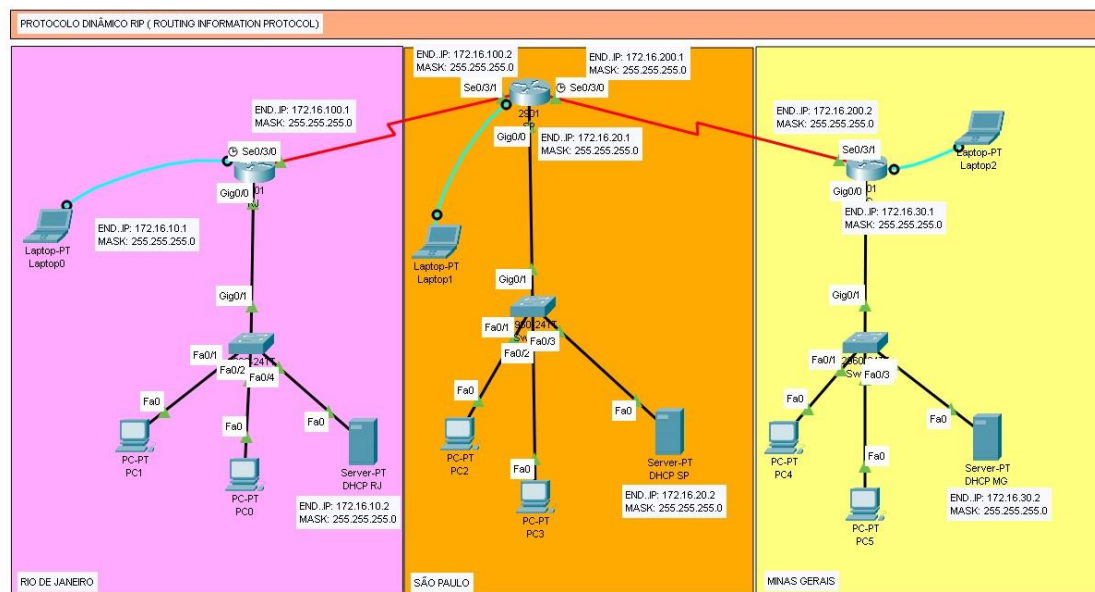 PROTOCOLO DINÂMICO RIP ( ROUTING INFORMATION PROTOCOL)
END..IP: 172.16.100.1
MASK: 255.255.255.0
Se0/3/0
Gig0/0
01
Laptop-PT
Laptop0
END..IP: 172.16.10.1
MASK: 255.255.255.0
Gig0/1
Fa0/1
Fa0/2
Fa0/4
Fa0
Fa0
Fa0
PC-PT
PC1
PC-PT
PC0
Server-PT
DHCP RJ
END..IP: 172.16.10.2
MASK: 255.255.255.0
RIO DE JANEIRO
END..IP: 172.16.100.2
MASK: 255.255.255.0
END..IP: 172.16.200.1
MASK: 255.255.255.0
Se0/3/1
Se0/3/0
2901
Gig0/0
END..IP: 172.16.20.1
MASK: 255.255.255.0
Laptop-PT
Laptop1
Gig0/1
Fa0/1
Fa0/2
Fa0/3
Fa0
Fa0
Fa0
PC-PT
PC2
PC-PT
PC3
Server-PT
DHCP SP
END..IP: 172.16.20.2
MASK: 255.255.255.0
SÃO PAULO
END..IP: 172.16.200.2
MASK: 255.255.255.0
Se0/3/1
Laptop-PT
Laptop2
Gig0/0
01
END..IP: 172.16.30.1
MASK: 255.255.255.0
Gig0/1
Fa0/1
Fa0/3
Fa0
Fa0
Fa0
PC-PT
PC4
PC-PT
PC5
Server-PT
DHCP MG
END..IP: 172.16.30.2
MASK: 255.255.255.0
MINAS GERAIS